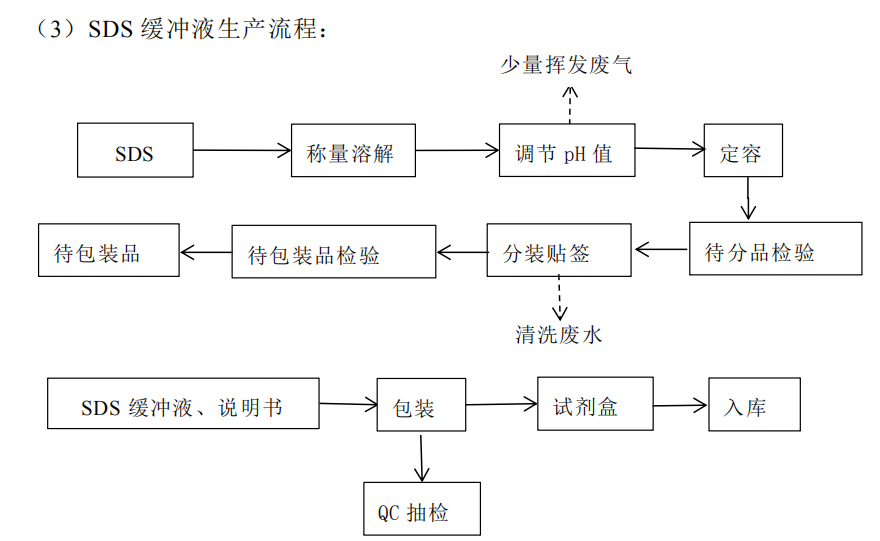 （3）SDS 缓冲液生产流程：
少量挥发废气
SDS
称量溶解
调节 pH 值
定容
待包装品
待包装品检验
分装贴签
待分品检验
清洗废水
SDS 缓冲液、说明书
包装
试剂盒
入库
QC 抽检